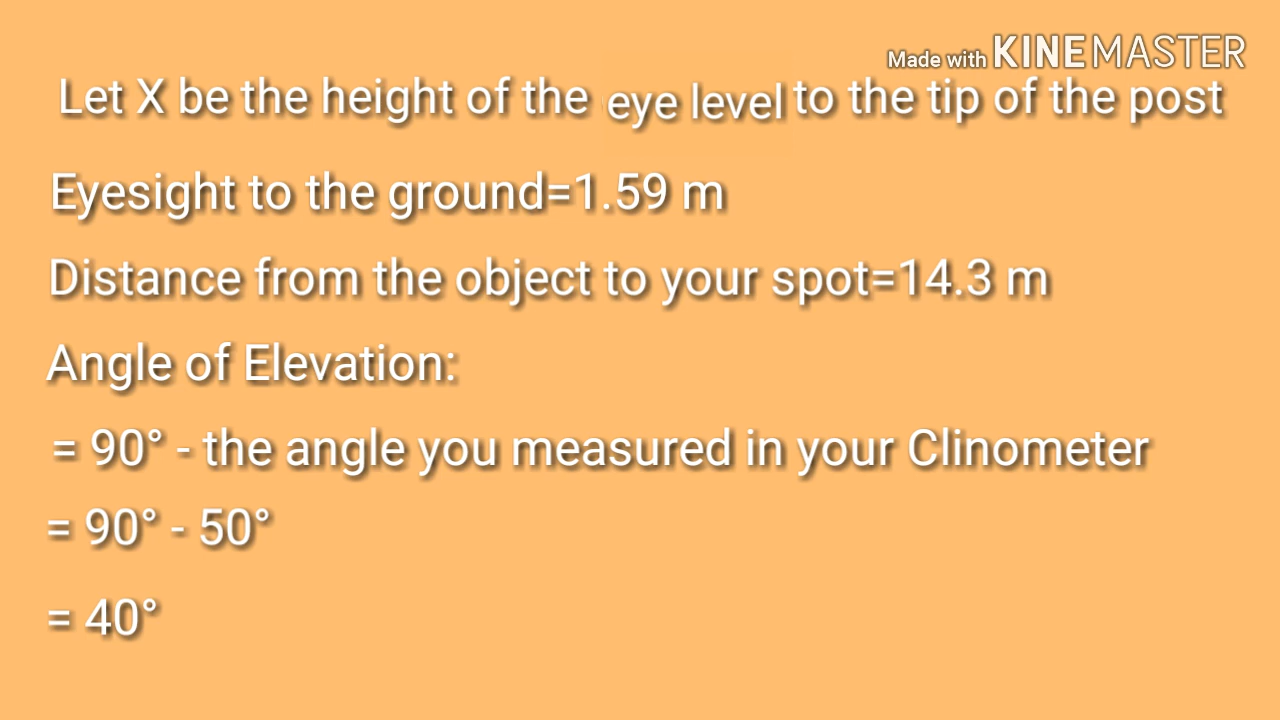 Made with KINEMASTER
Let X be the height of the eye level to the tip of the post
Eyesight to the ground=1.59 m
Distance from the object to your spot=14.3 m
Angle of Elevation:
= 90° - the angle you measured in your Clinometer
= 90° - 50°
= 40°